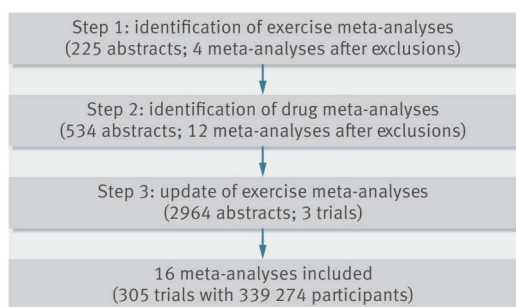 Step 1: identification of exercise meta-analyses
(225 abstracts; 4 meta-analyses after exclusions)
Step 2: identification of drug meta-analyses
(534 abstracts; 12 meta-analyses after exclusions)
Step 3: update of exercise meta-analyses
(2964 abstracts; 3 trials)
16 meta-analyses included
(305 trials with 339 274 participants)